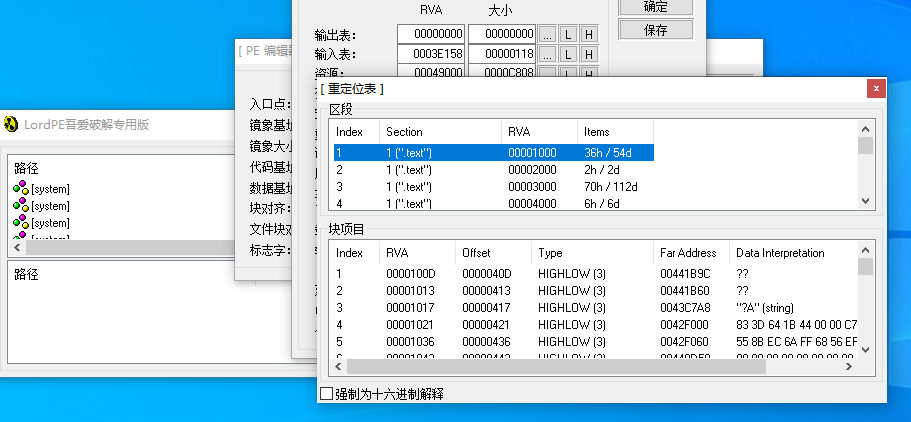 RVA 大小
输出表: 00000000 00000000 ... L H
输入表: 0003E158 00000118 ... L H
资源: 00049000 0000C808
确定
保存
[ PE 编辑器
入口点:
镜象基址
镜象大小
代码基址
数据基址
块对齐:
文件块对
标志字:
LordPE吾爱破解专用版
路径
[system]
[system]
[system]
[system]
路径
[ 重定位表 ]
区段
Index Section RVA Items
1 1 (".text") 00001000 36h / 54d
2 1 (".text") 00002000 2h / 2d
3 1 (".text") 00003000 70h / 112d
4 1 (".text") 00004000 6h / 6d
块项目
Index RVA Offset Type Far Address Data Interpretation
1 0000100D 0000040D HIGHLOW (3) 00441B9C ??
2 00001013 00000413 HIGHLOW (3) 00441B60 ??
3 00001017 00000417 HIGHLOW (3) 0043C7A8 "?A" (string)
4 00001021 00000421 HIGHLOW (3) 0042F000 83 3D 64 1B 44 00 00 C7
5 00001036 00000436 HIGHLOW (3) 0042F060 55 8B EC 6A FF 68 56 EF
强制为十六进制解释